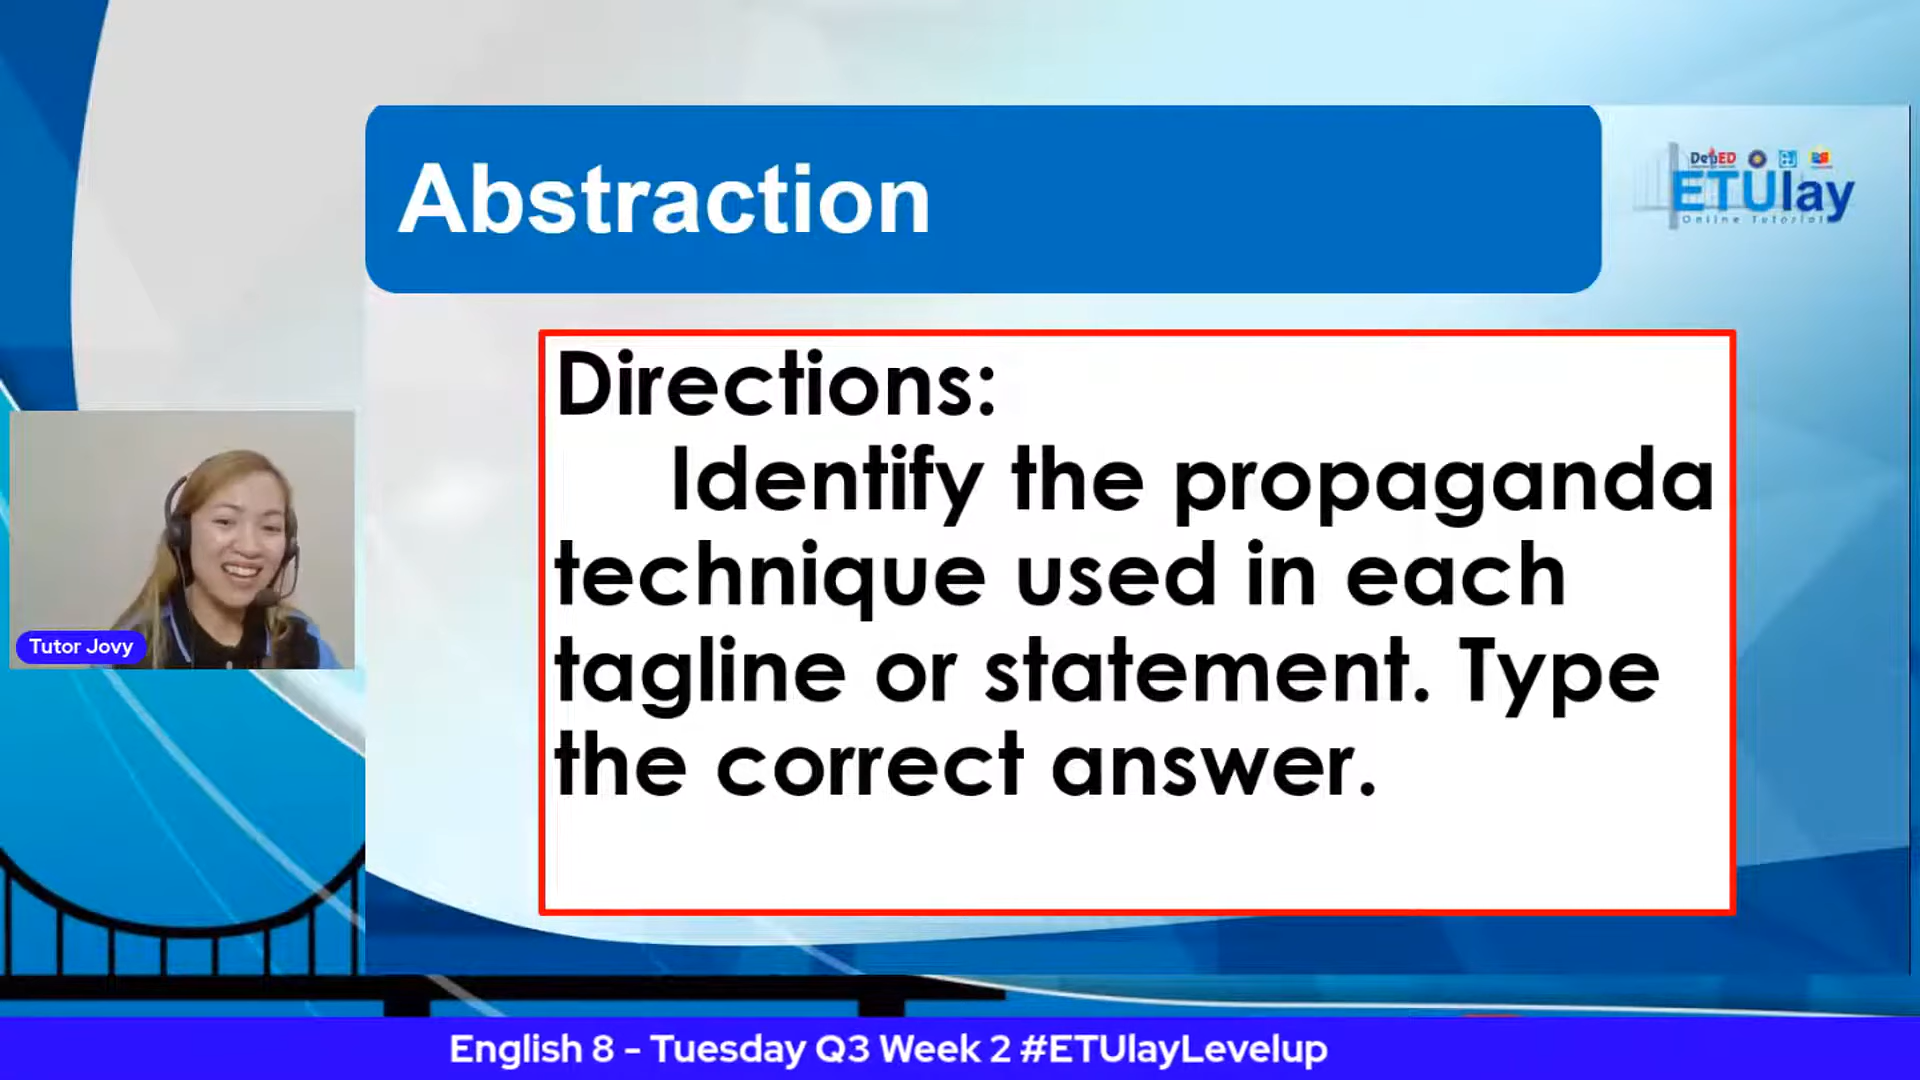 Abstraction
DepED
ETUlay
Online Tutorial
Directions:
Identify the propaganda
technique used in each
tagline or statement. Type
the correct answer.
Tutor Jovy
English 8 - Tuesday Q3 Week 2 #ETUlayLevelup